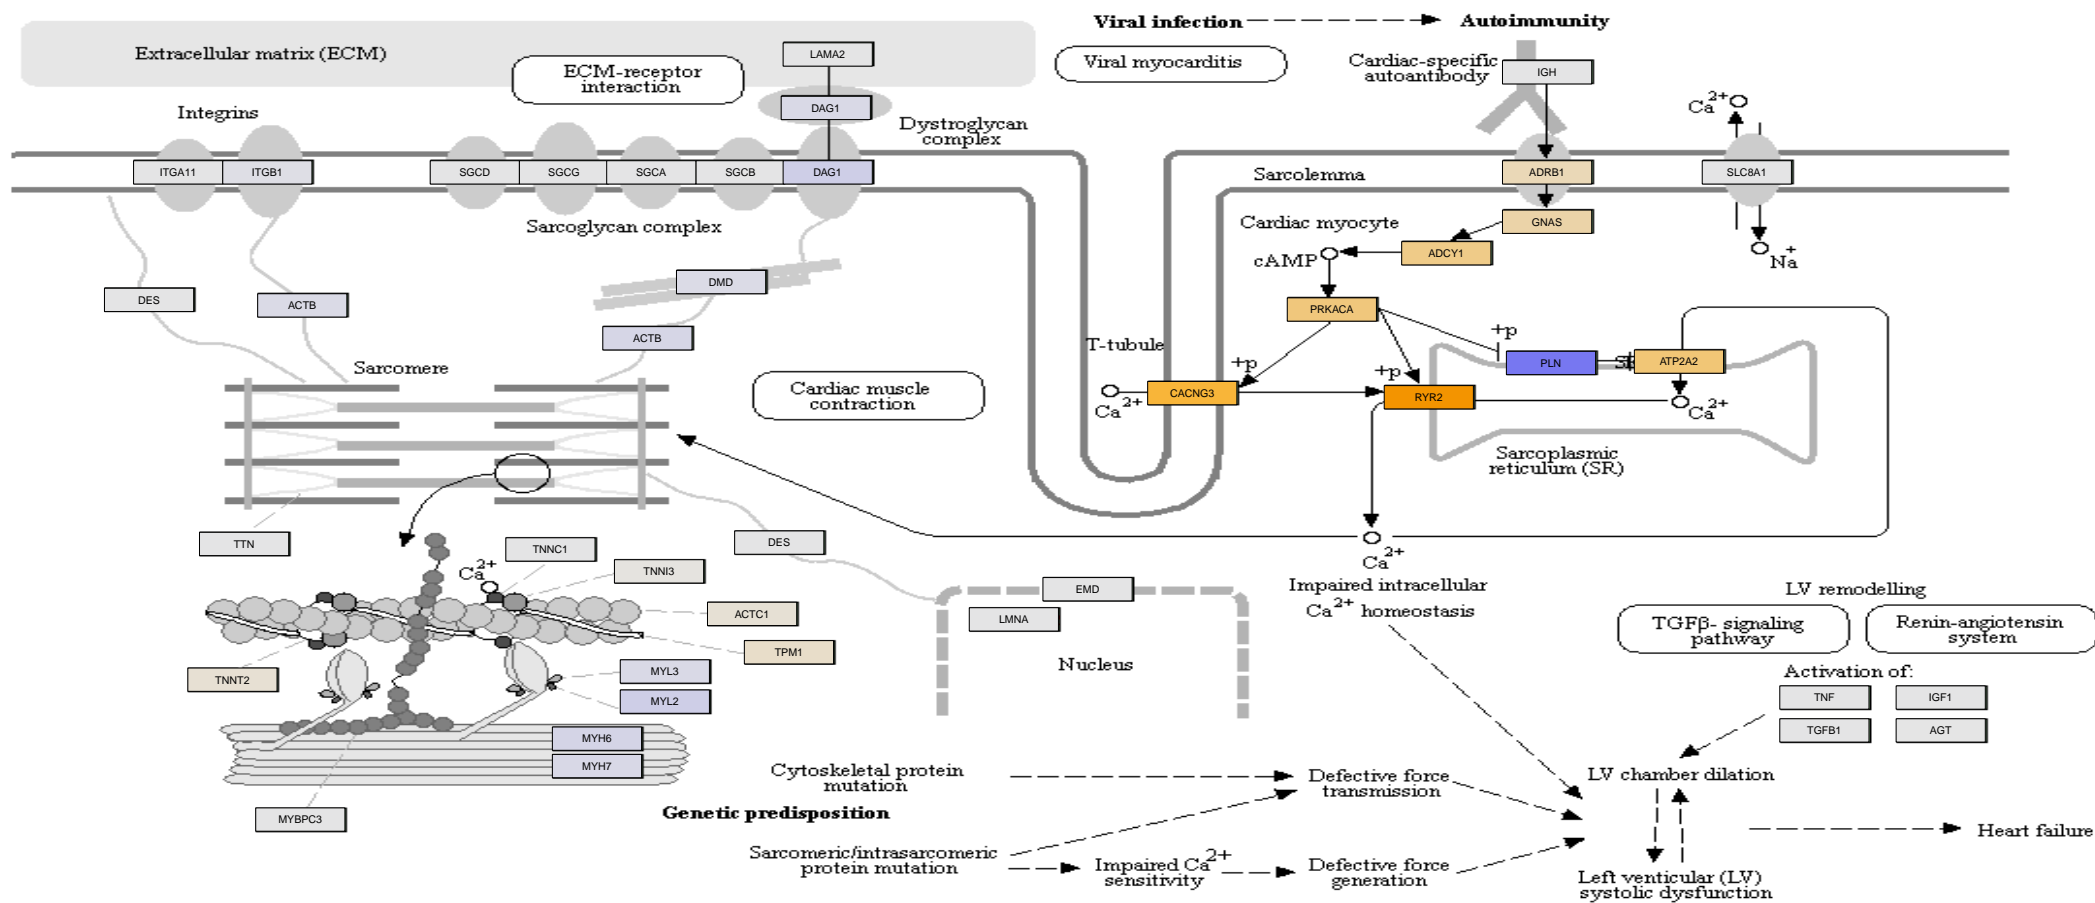 Viral infection
Autoimmunity
Extracellular matrix (ECM)
LAMA2
ECM-receptor
interaction
Viral myocarditis
Cardiac-specific
autoantibody
IGH
DAG1
Integrins
Dystroglycan
complex
Ca2+
ITGA11
ITGB1
SGCD
SGCG
SGCA
SGCB
DAG1
Sarcolemma
ADRB1
SLC8A1
Sarcoglycan complex
Cardiac myocyte
GNAS
ADCY1
cAMP
Na+
DES
ACTB
DMD
PRKACA
ACTB
T-tubule
+p
+p
+p
PLN
ATP2A2
Sarcomere
Cardiac muscle
contraction
Ca2+
CACNG3
RYR2
Ca2+
Sarcoplasmic
reticulum (SR)
TTN
TNNC1
DES
Ca2+
Ca2+
TNNI3
EMD
Impaired intracellular
Ca2+ homeostasis
LV remodelling
ACTC1
LMNA
TGFβ- signaling
pathway
Renin-angiotensin
system
TPM1
Nucleus
TNNT2
MYL3
MYL2
Activation of:
TNF
IGF1
TGFB1
AGT
MYH6
MYH7
Cytoskeletal protein
mutation
Defective force
transmission
LV chamber dilation
MYBPC3
Genetic predisposition
Heart failure
Sarcomeric/intrasarcomeric
protein mutation
Impaired Ca2+
sensitivity
Defective force
generation
Left venticular (LV)
systolic dysfunction